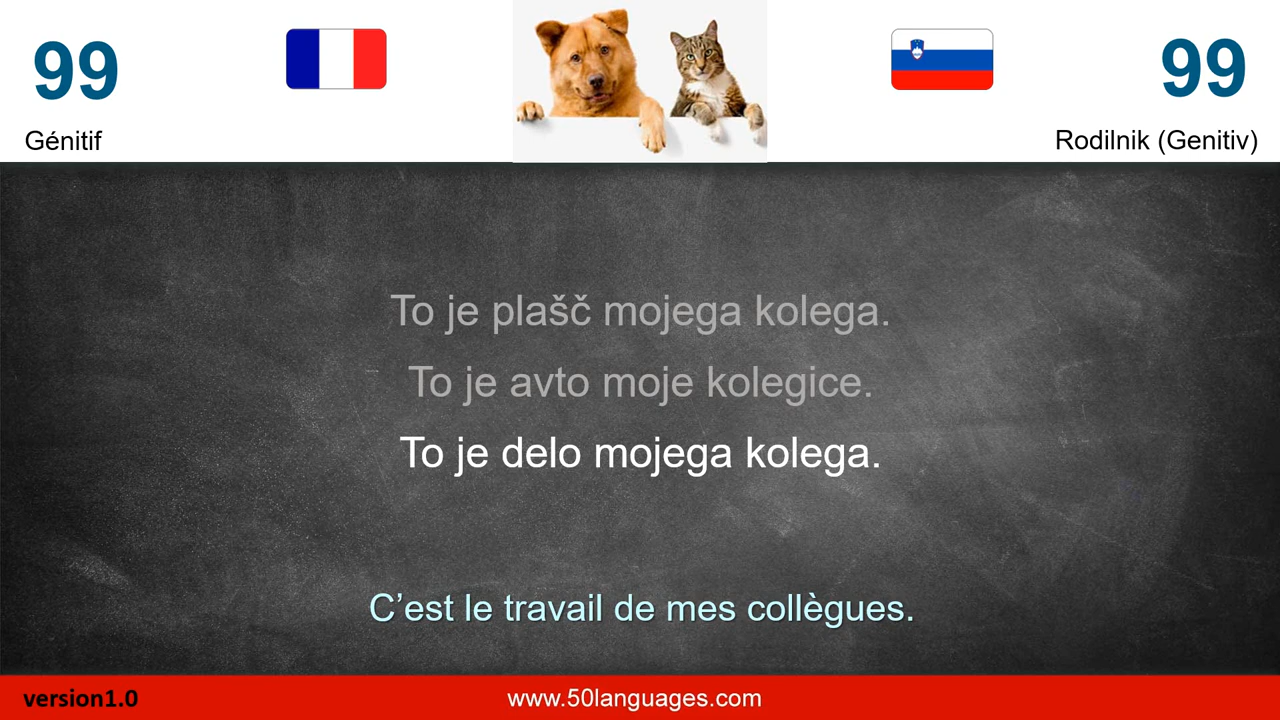 99
99
Génitif
Rodilnik (Genitiv)
To je plašč mojega kolega.
To je avto moje kolegice.
To je delo mojega kolega.
C’est le travail de mes collègues.
version1.0
www.50languages.com